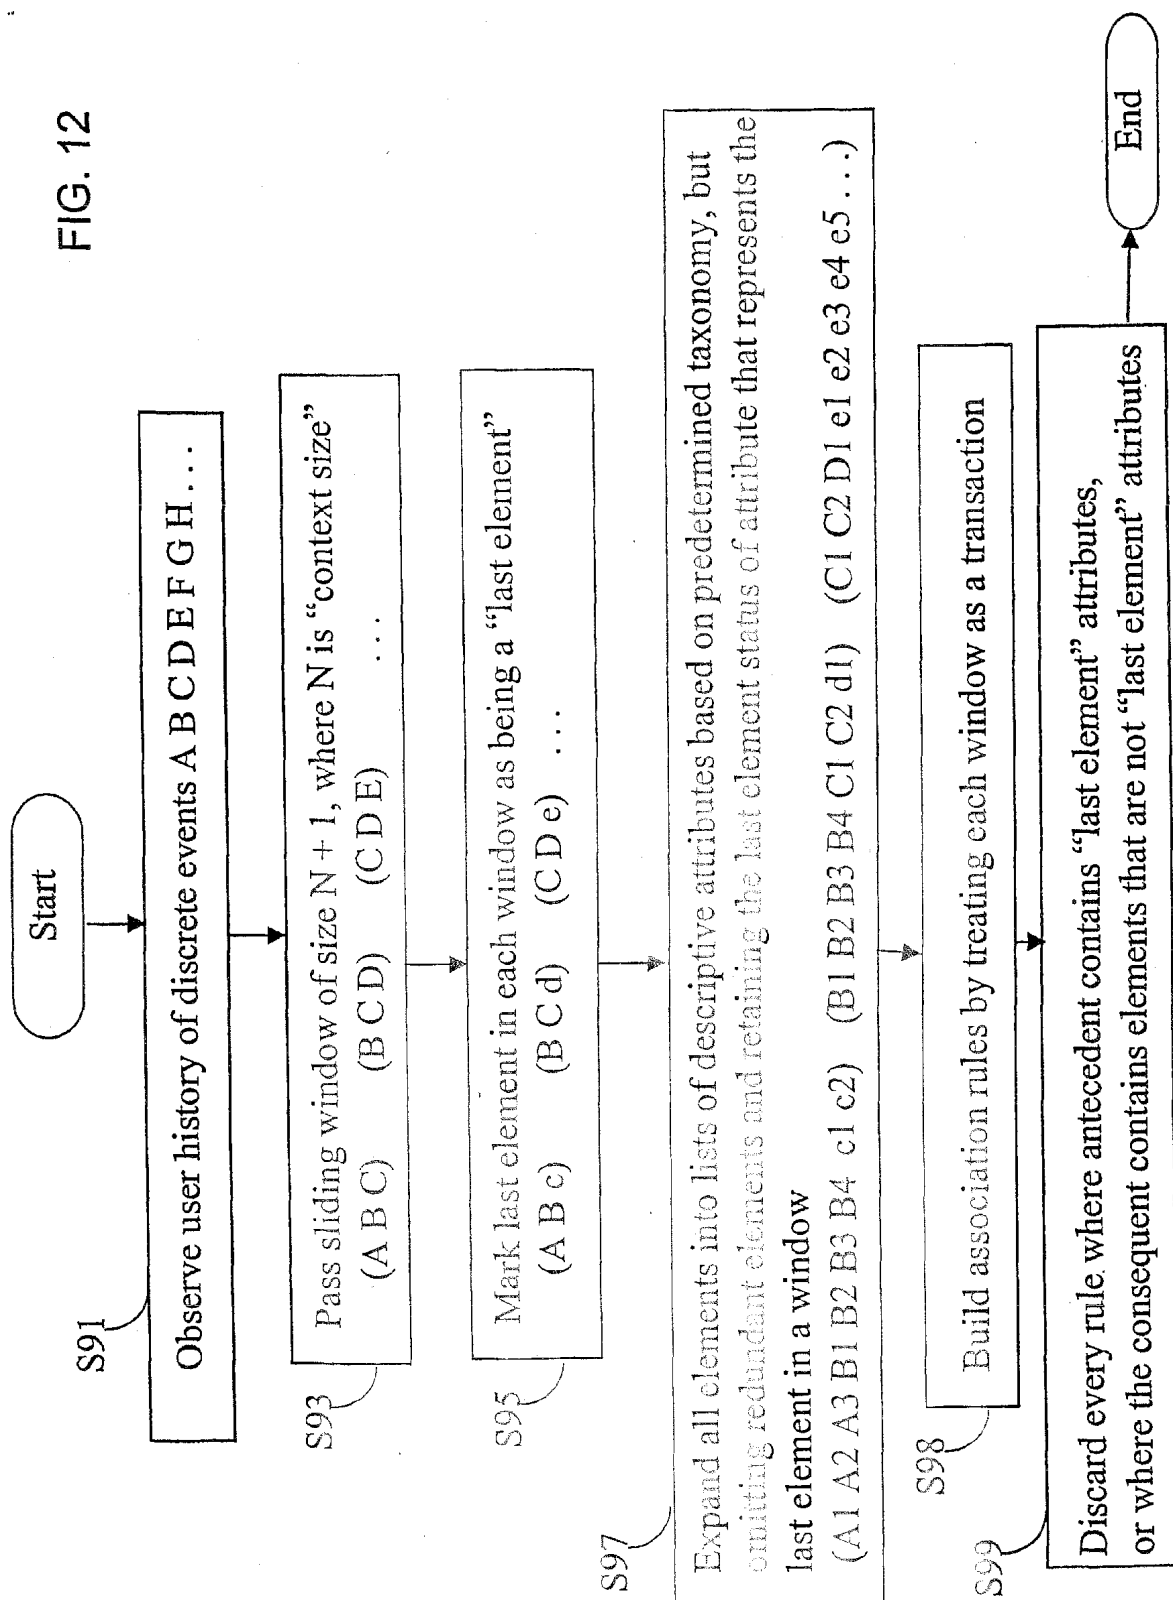 FIG. 12
Start
S91
Observe user history of discrete events A B C D E F G H . . .
S93
Pass sliding window of size N + 1, where N is “context size”
(A B C) (B C D) (C D E) . . .
S95
Mark last element in each window as being a “last element”
(A B c) (B C d) (C D e) . . .
S97
Expand all elements into lists of descriptive attributes based on predetermined taxonomy, but
omitting redundant elements and retaining the last element status of attribute that represents the
last element in a window
(A1 A2 A3 B1 B2 B3 B4 c1 c2) (B1 B2 B3 B4 C1 C2 d1) (C1 C2 D1 e1 e2 e3 e4 e5 . . .)
S98
Build association rules by treating each window as a transaction
S99
Discard every rule where antecedent contains “last element” attributes,
or where the consequent contains elements that are not “last element” attributes
End